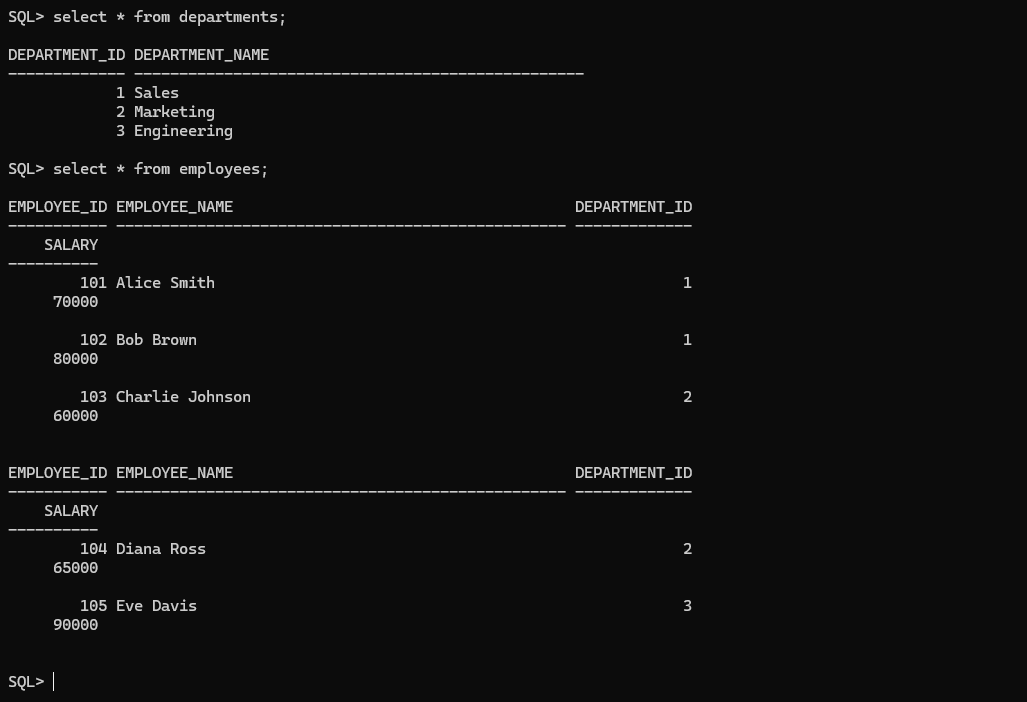 SQL> select * from departments;
DEPARTMENT_ID DEPARTMENT_NAME
------------- --------------------------------------------------
            1 Sales
            2 Marketing
            3 Engineering
SQL> select * from employees;
EMPLOYEE_ID EMPLOYEE_NAME                                      DEPARTMENT_ID
----------- -------------------------------------------------- -------------
    SALARY
----------
        101 Alice Smith                                                    1
     70000
        102 Bob Brown                                                      1
     80000
        103 Charlie Johnson                                                2
     60000
EMPLOYEE_ID EMPLOYEE_NAME                                      DEPARTMENT_ID
----------- -------------------------------------------------- -------------
    SALARY
----------
        104 Diana Ross                                                     2
     65000
        105 Eve Davis                                                      3
     90000
SQL>